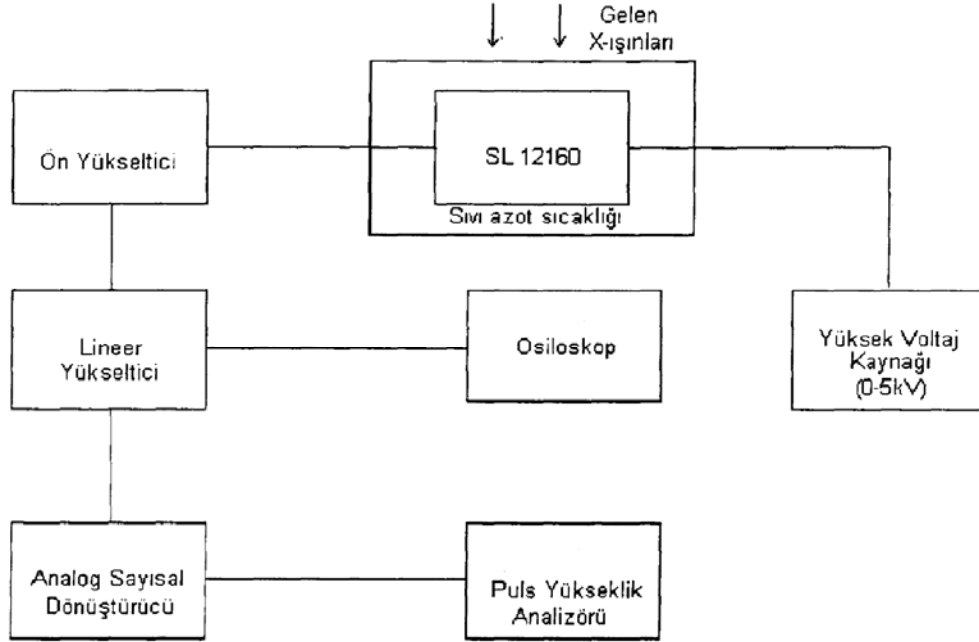 Gelen
X-ışınları
Ön Yükseltici
SL 12160
Sıvı azot sıcaklığı
Lineer
Yükseltici
Osiloskop
Yüksek Voltaj
Kaynağı
(0-5kV)
Analog Sayısal
Dönüştürücü
Puls Yükseklik
Analizörü